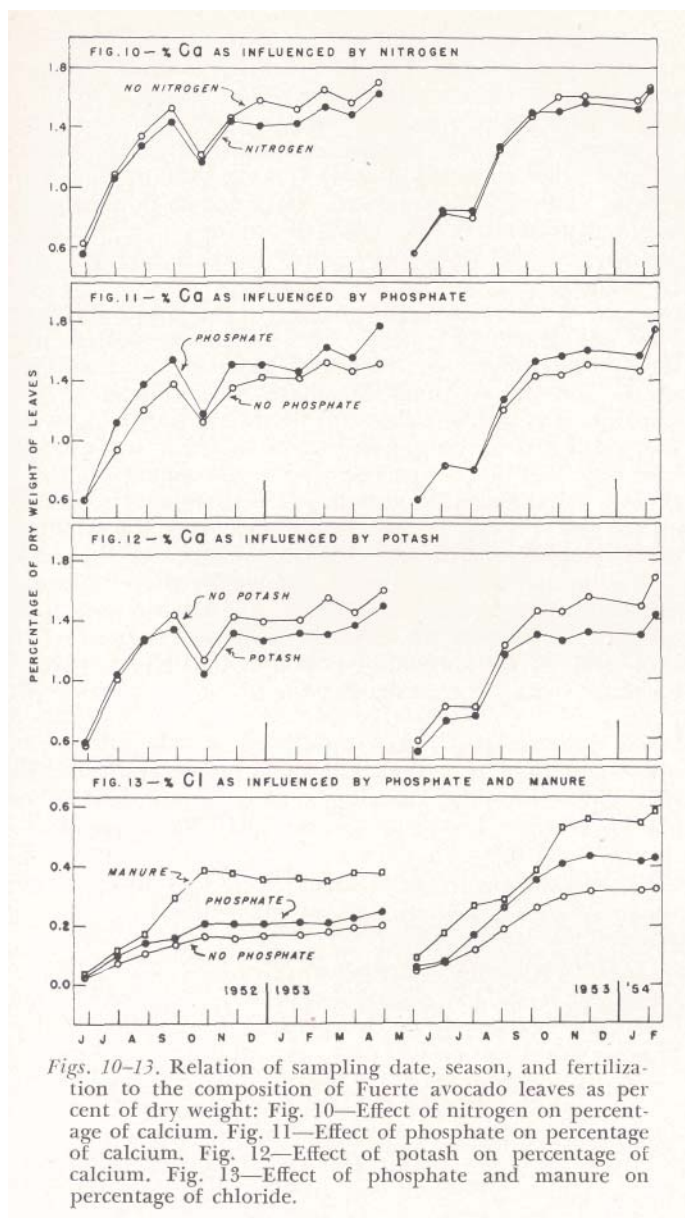 FIG. 10 — % Ca AS INFLUENCED BY NITROGEN
1.8
NO NITROGEN
1.4
NITROGEN
1.0
0.6
FIG. 11 — % Ca AS INFLUENCED BY PHOSPHATE
1.8
PHOSPHATE
1.4
NO PHOSPHATE
1.0
0.6
PERCENTAGE OF DRY WEIGHT OF LEAVES
FIG. 12 — % Ca AS INFLUENCED BY POTASH
1.8
NO POTASH
1.4
POTASH
1.0
0.6
FIG. 13 — % Cl AS INFLUENCED BY PHOSPHATE AND MANURE
0.6
MANURE
0.4
PHOSPHATE
0.2
NO PHOSPHATE
0.0
1952 1953 1953 '54
J J A S O N D J F M A M J J A S O N D J F
Figs. 10–13. Relation of sampling date, season, and fertiliza-
tion to the composition of Fuerte avocado leaves as per
cent of dry weight: Fig. 10—Effect of nitrogen on percent-
age of calcium. Fig. 11—Effect of phosphate on percentage
of calcium. Fig. 12—Effect of potash on percentage of
calcium. Fig. 13—Effect of phosphate and manure on
percentage of chloride.